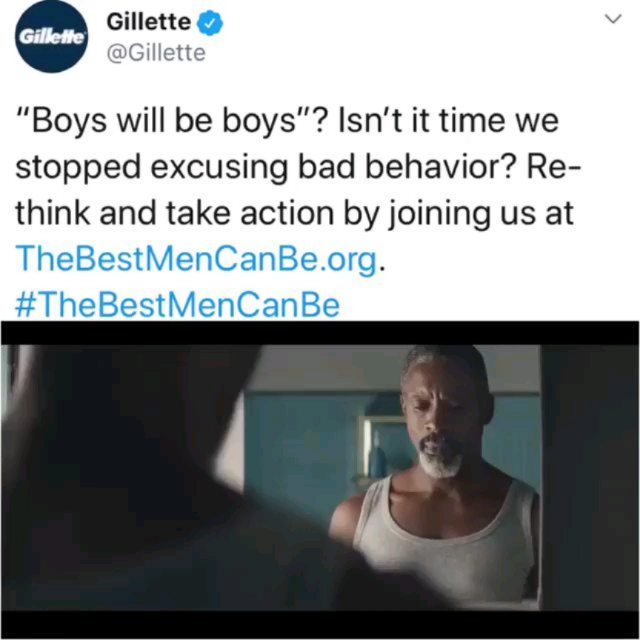 Gillette
Gillette
@Gillette
“Boys will be boys”? Isn’t it time we
stopped excusing bad behavior? Re-
think and take action by joining us at
TheBestMenCanBe.org.
#TheBestMenCanBe